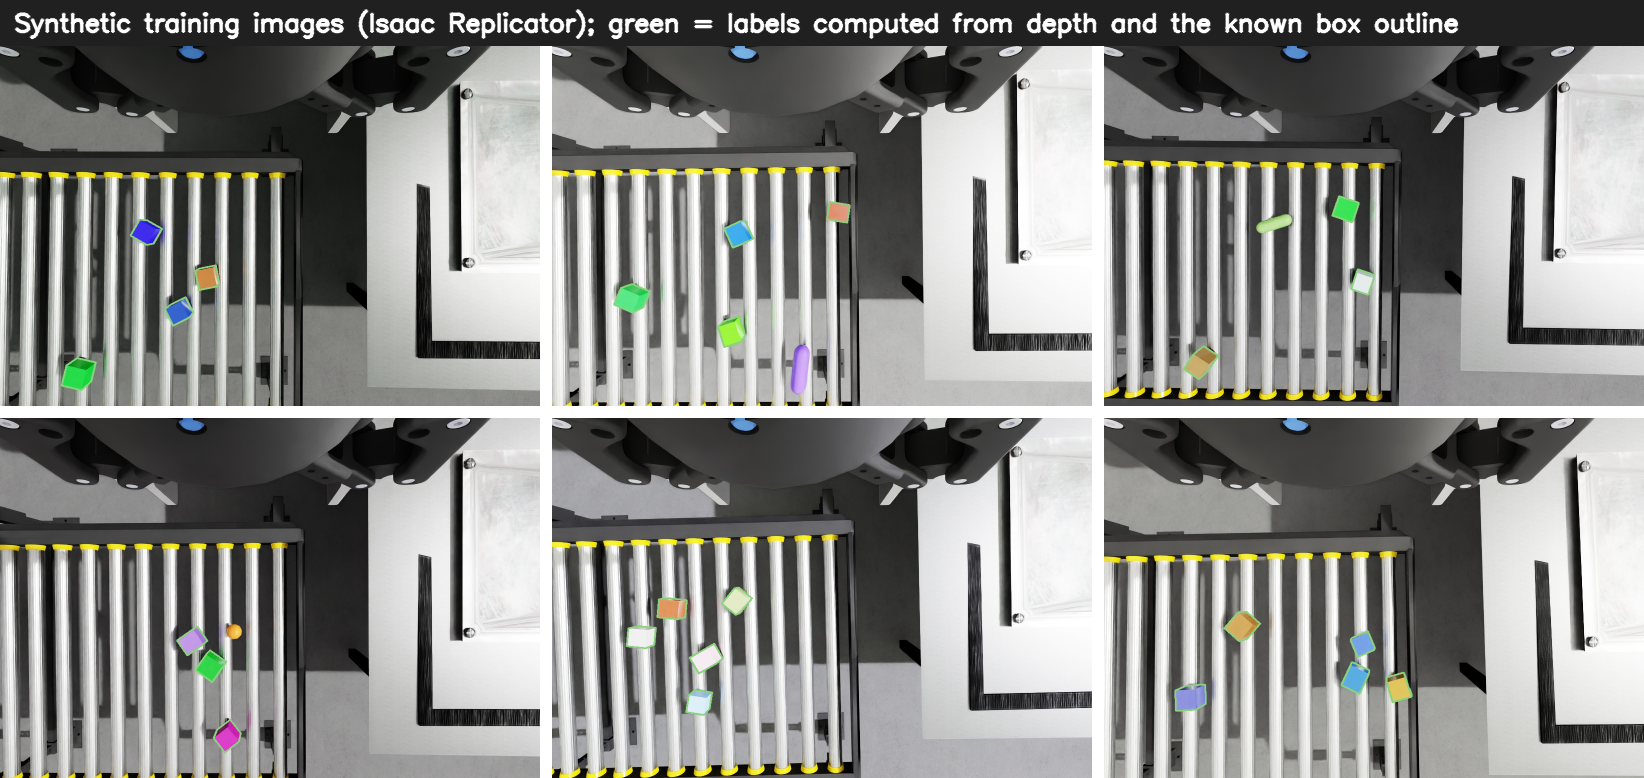 Synthetic training images (Isaac Replicator); green = labels computed from depth and the known box outline